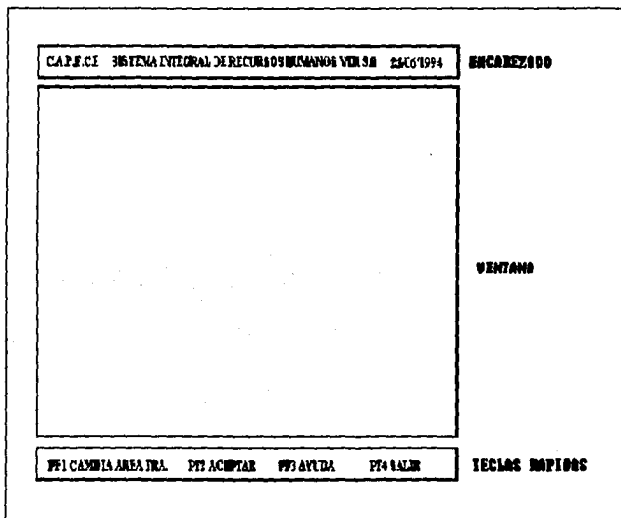 C.A.P.E.C.E SISTEMA INTEGRAL DE RECURSOS HUMANOS VER 3.0 23/06/1994 ENCABEZADO
VENTANA
PF1 CAMBIA AREA TRA. PF2 ACEPTAR PF3 AYUDA PF4 SALIR TECLAS RAPIDAS